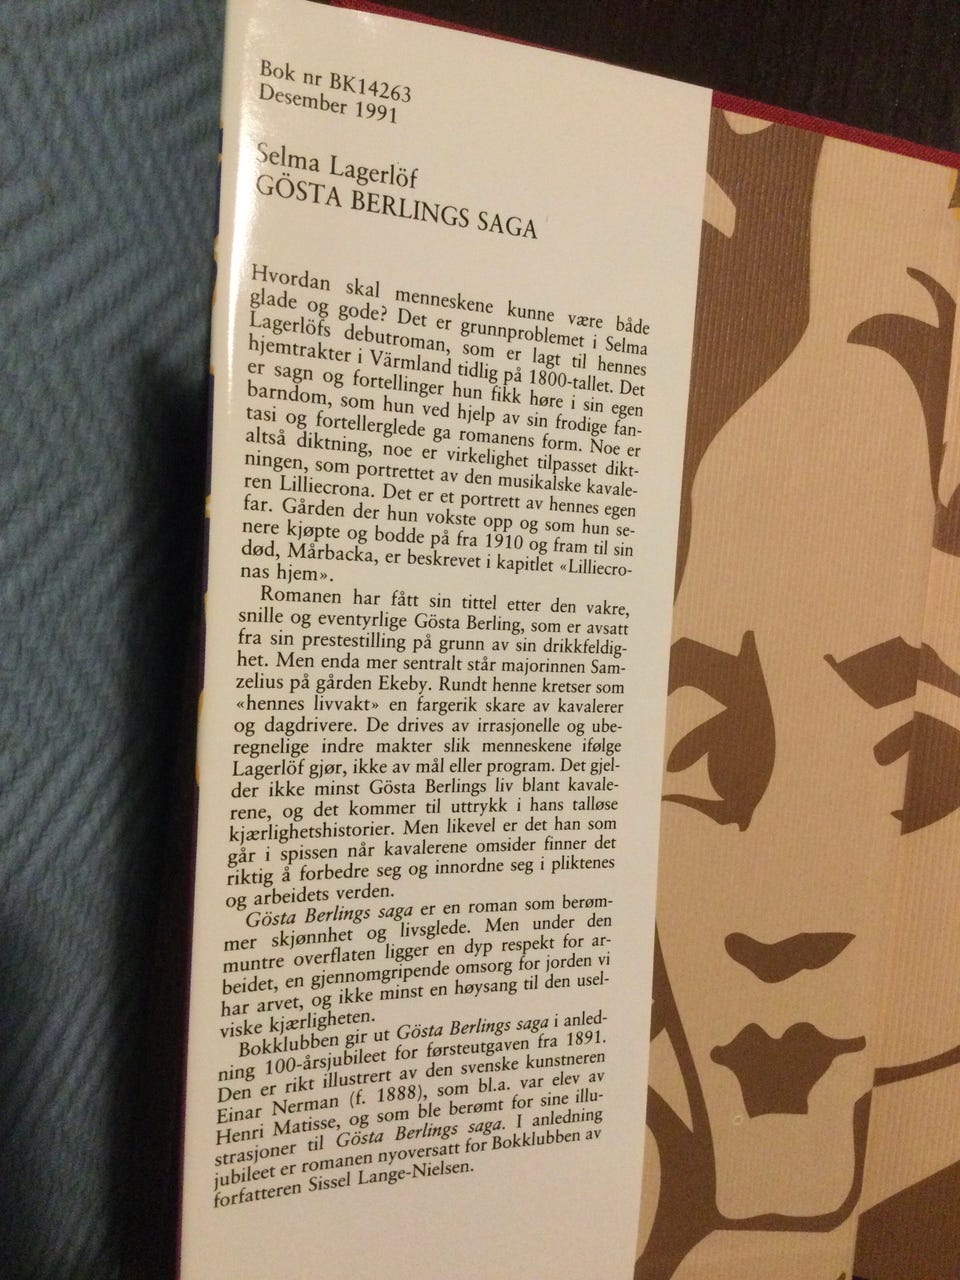 Bok nr BK14263
Desember 1991
Selma Lagerlöf
GÖSTA BERLINGS SAGA
Hvordan skal menneskene kunne være både
glade og gode? Det er grunnproblemet i Selma
Lagerlöfs debutroman, som er lagt til hennes
hjemtrakter i Värmland tidlig på 1800-tallet. Det
er sagn og fortellinger hun fikk høre i sin egen
barndom, som hun ved hjelp av sin frodige fan-
tasi og fortellerglede ga romanens form. Noe er
altså diktning, noe er virkelighet tilpasset dikt-
ningen, som portrettet av den musikalske kavale-
ren Lilliecrona. Det er et portrett av hennes egen
far. Gården der hun vokste opp og som hun se-
nere kjøpte og bodde på fra 1910 og fram til sin
død, Mårbacka, er beskrevet i kapitlet «Lilliecro-
nas hjem».
Romanen har fått sin tittel etter den vakre,
snille og eventyrlige Gösta Berling, som er avsatt
fra sin prestestilling på grunn av sin drikkfeldig-
het. Men enda mer sentralt står majorinnen Sam-
zelius på gården Ekeby. Rundt henne kretser som
«hennes livvakt» en fargerik skare av kavalerer
og dagdrivere. De drives av irrasjonelle og ube-
regnelige indre makter slik menneskene ifølge
Lagerlöf gjør, ikke av mål eller program. Det gjel-
der ikke minst Gösta Berlings liv blant kavale-
rene, og det kommer til uttrykk i hans talløse
kjærlighetshistorier. Men likevel er det han som
går i spissen når kavalerene omsider finner det
riktig å forbedre seg og innordne seg i pliktenes
og arbeidets verden.
Gösta Berlings saga er en roman som berøm-
mer skjønnhet og livsglede. Men under den
muntre overflaten ligger en dyp respekt for ar-
beidet, en gjennomgripende omsorg for jorden vi
har arvet, og ikke minst en høysang til den usel-
viske kjærligheten.
Bokklubben gir ut Gösta Berlings saga i anled-
ning 100-årsjubileet for førsteutgaven fra 1891.
Den er rikt illustrert av den svenske kunstneren
Einar Nerman (f. 1888), som bl.a. var elev av
Henri Matisse, og som ble berømt for sine illu-
strasjoner til Gösta Berlings saga. I anledning
jubileet er romanen nyoversatt for Bokklubben av
forfatteren Sissel Lange-Nielsen.